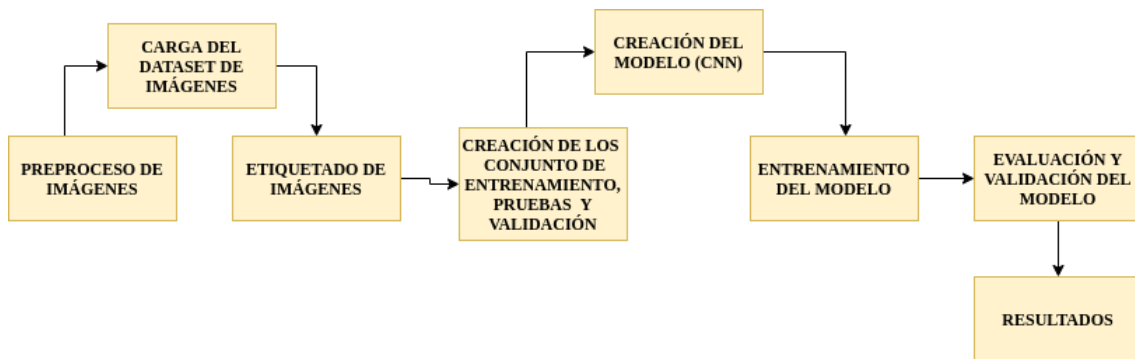 PREPROCESO DE
IMÁGENES
CARGA DEL
DATASET DE
IMÁGENES
ETIQUETADO DE
IMÁGENES
CREACIÓN DE LOS
CONJUNTO DE
ENTRENAMIENTO,
PRUEBAS Y
VALIDACIÓN
CREACIÓN DEL
MODELO (CNN)
ENTRENAMIENTO
DEL MODELO
EVALUACIÓN Y
VALIDACIÓN DEL
MODELO
RESULTADOS